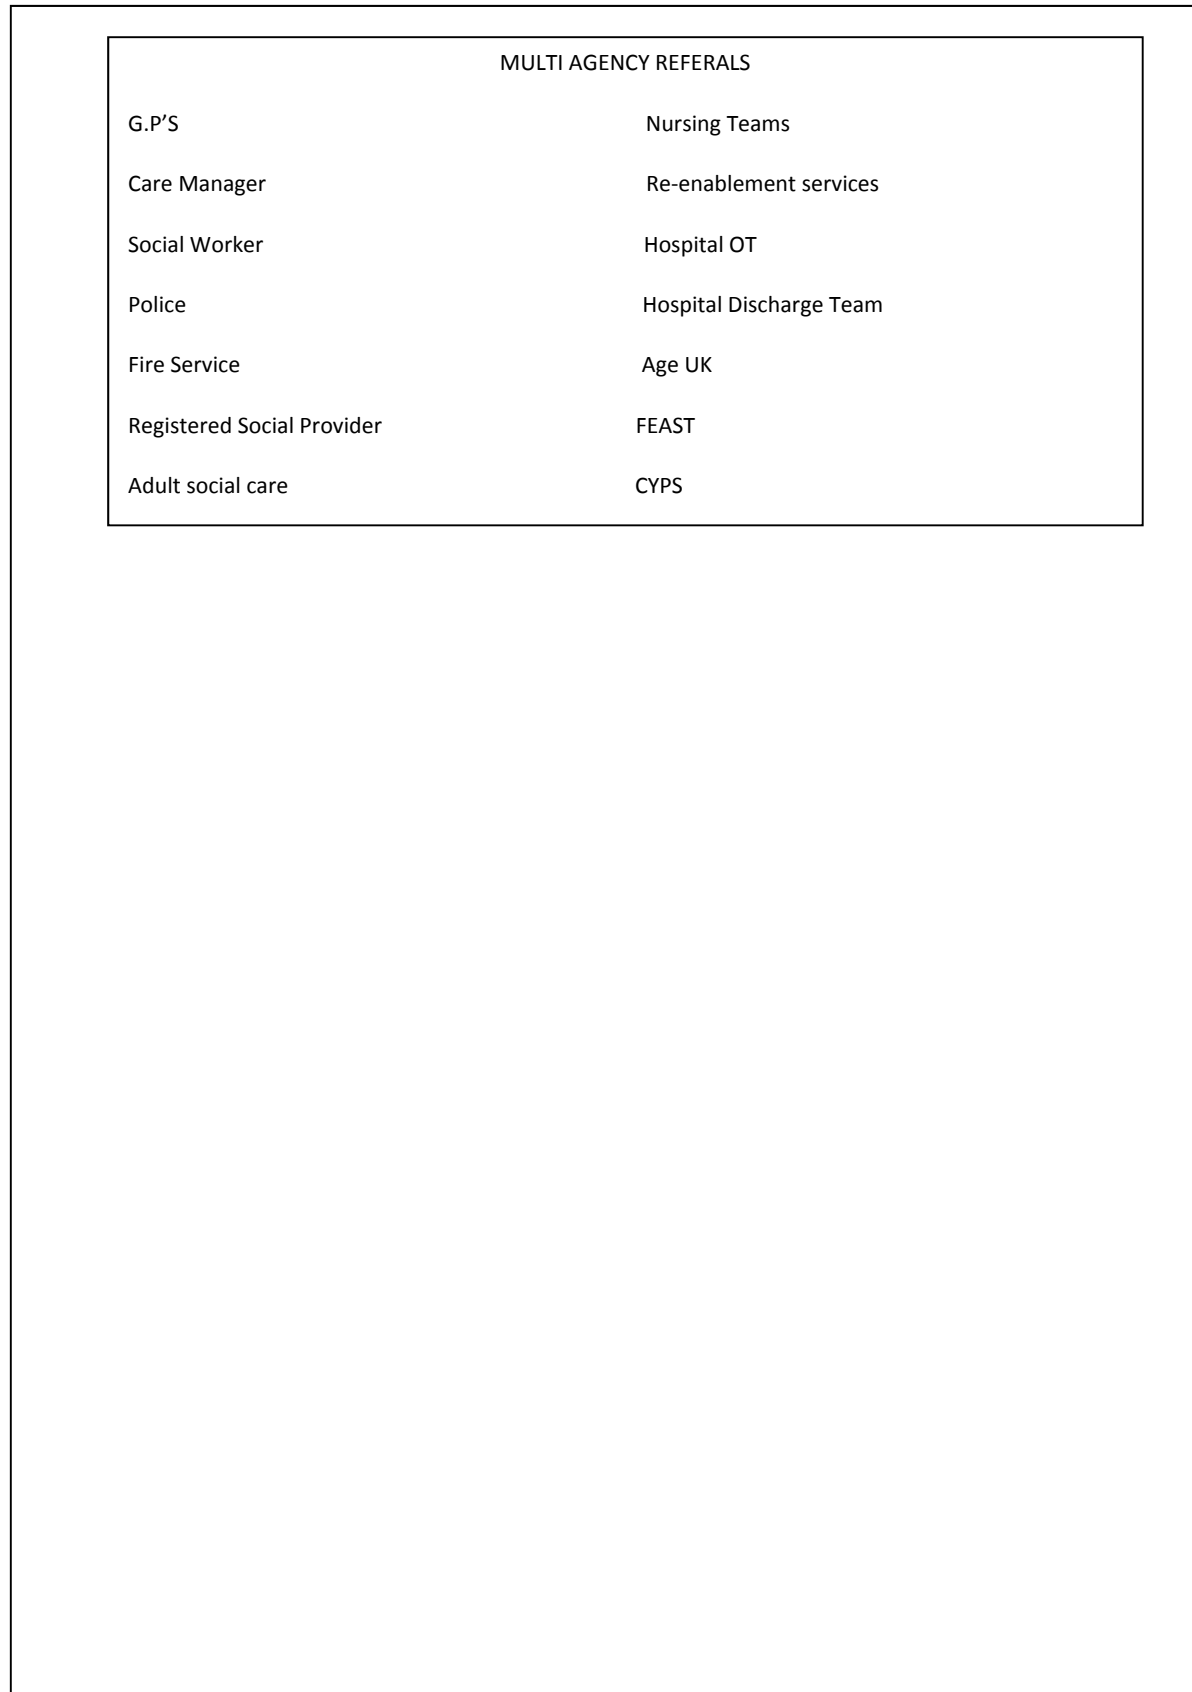 MULTI AGENCY REFERALS
G.P’S Nursing Teams
Care Manager Re-enablement services
Social Worker Hospital OT
Police Hospital Discharge Team
Fire Service Age UK
Registered Social Provider FEAST
Adult social care CYPS